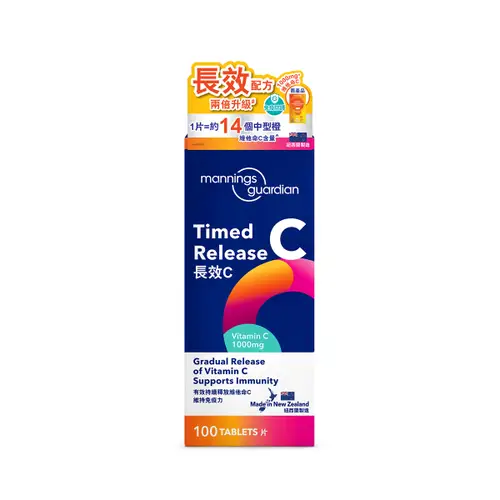 長效配方
兩倍升級
1000mg
1片=約14個中型橙
維他命C含量
紐西蘭製造
mannings
guardian
Timed
Release C
長效C
Vitamin C
1000mg
Gradual Release
of Vitamin C
Supports Immunity
有效持續釋放維他命C
維持免疫力
Made in New Zealand
紐西蘭製造
100 TABLETS 片